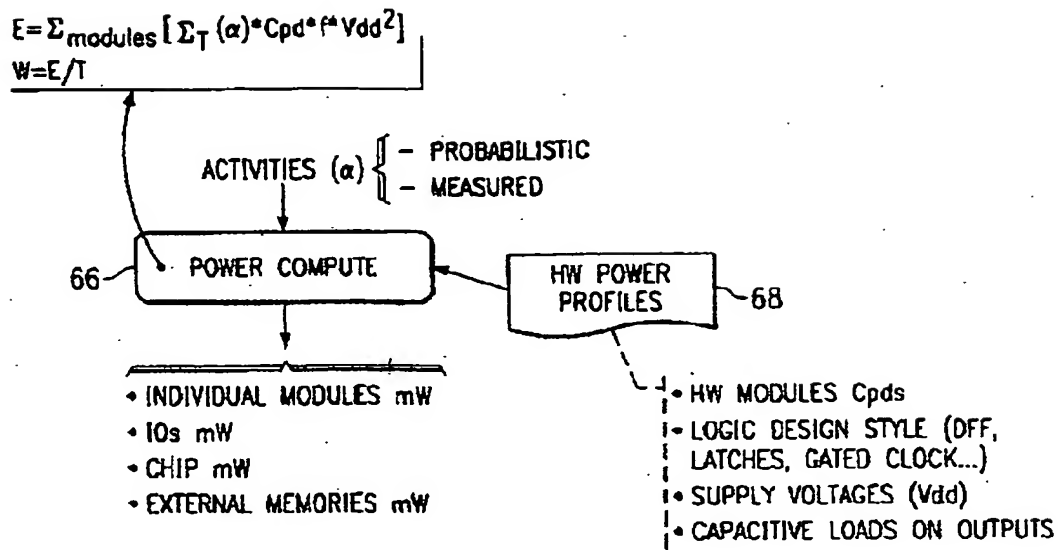 E=Σmodules[ΣT(α)*Cpd*f*Vdd²]
W=E/T
ACTIVITIES (α)
- PROBABILISTIC
- MEASURED
66
POWER COMPUTE
HW POWER
PROFILES
68
• INDIVIDUAL MODULES mW
• IOs mW
• CHIP mW
• EXTERNAL MEMORIES mW
• HW MODULES Cpds
• LOGIC DESIGN STYLE (DFF,
LATCHES, GATED CLOCK...)
• SUPPLY VOLTAGES (Vdd)
• CAPACITIVE LOADS ON OUTPUTS